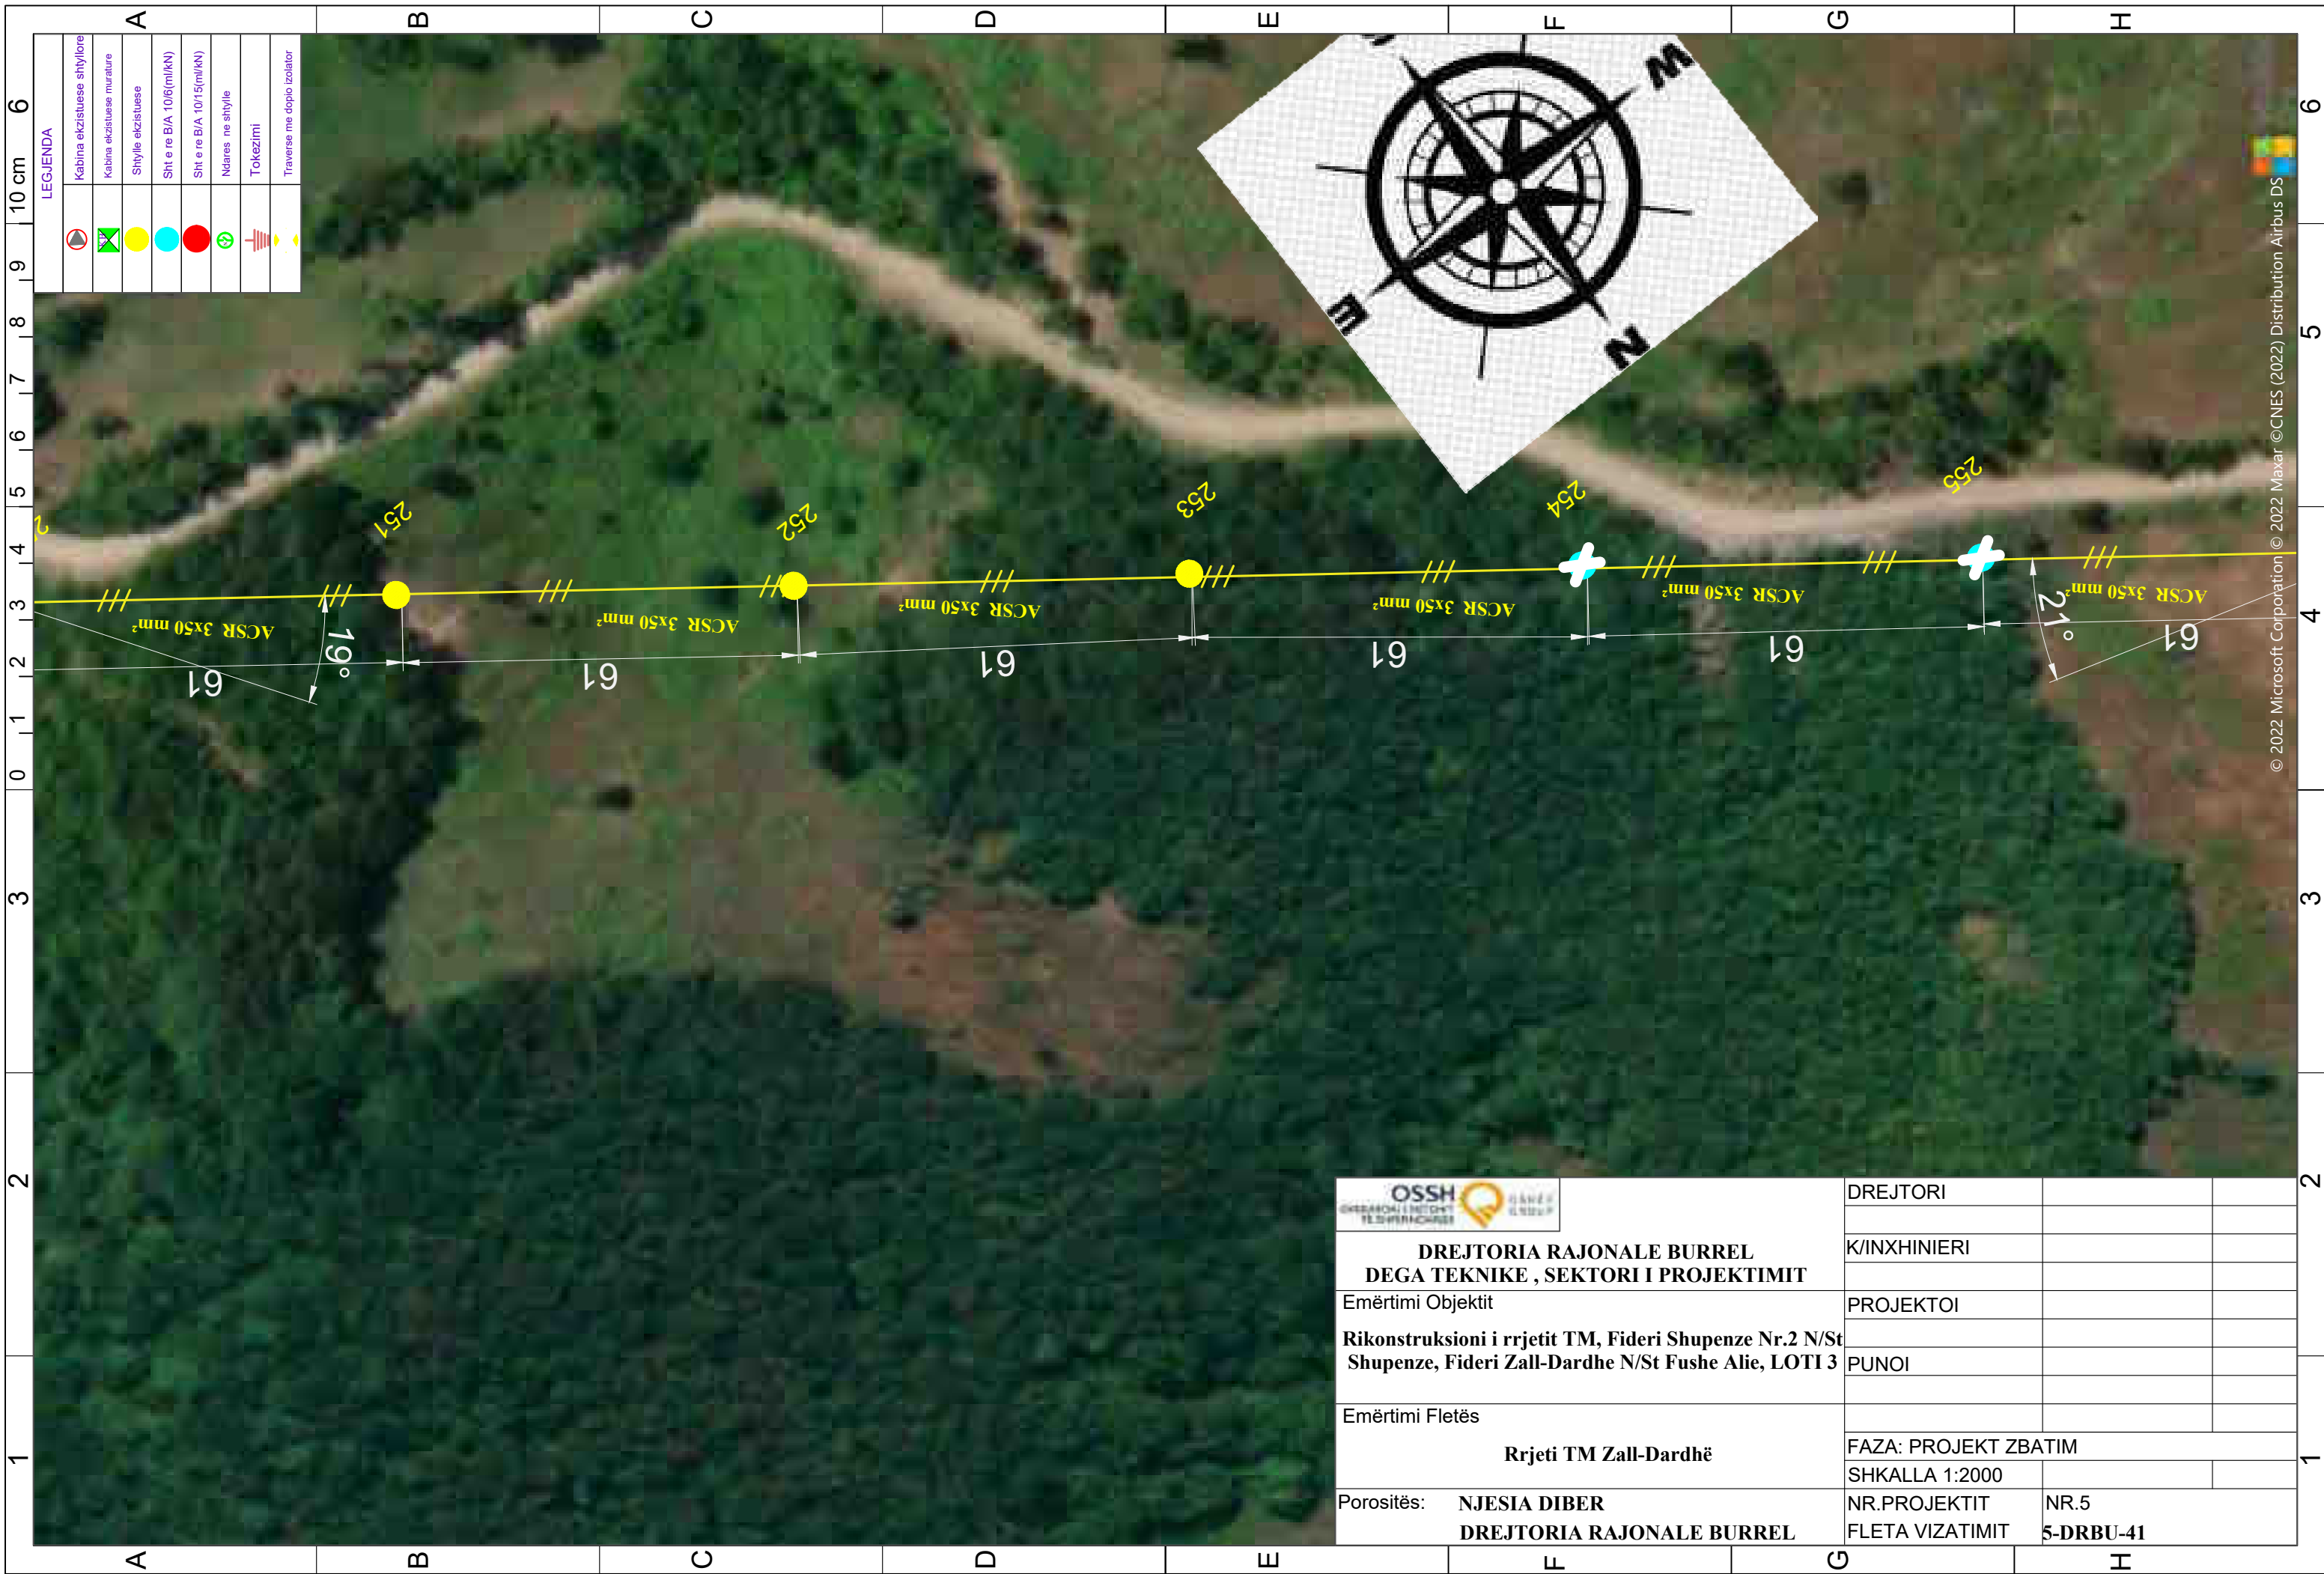 A B C D E F G H
6 5 4 3 2 1
10 cm 9 8 7 6 5 4 3 2 1 0
LEGJENDA
Kabina ekzistuese shtyllore
Kabina ekzistuese murature
Shtylle ekzistuese
Sht e re B/A 10/6(ml/kN)
Sht e re B/A 10/15(ml/kN)
Ndares ne shtylle
Tokezimi
Traverse me dopio izolator
S
W
E
N
251
252
253
254
255
ACSR 3x50 mm²
ACSR 3x50 mm²
ACSR 3x50 mm²
ACSR 3x50 mm²
ACSR 3x50 mm²
ACSR 3x50 mm²
19°
21°
61
61
61
61
61
61
© 2022 Microsoft Corporation © 2022 Maxar ©CNES (2022) Distribution Airbus DS
OSSH
DREJTORIA RAJONALE BURREL
DEGA TEKNIKE , SEKTORI I PROJEKTIMIT
Emërtimi Objektit
Rikonstruksioni i rrjetit TM, Fideri Shupenze Nr.2 N/St
Shupenze, Fideri Zall-Dardhe N/St Fushe Alie, LOTI 3
Emërtimi Fletës
Rrjeti TM Zall-Dardhë
Porositës: NJESIA DIBER
DREJTORIA RAJONALE BURREL
DREJTORI
K/INXHINIERI
PROJEKTOI
PUNOI
FAZA: PROJEKT ZBATIM
SHKALLA 1:2000
NR.PROJEKTIT NR.5
FLETA VIZATIMIT 5-DRBU-41
A B C D E F G H
6 5 4 3 2 1